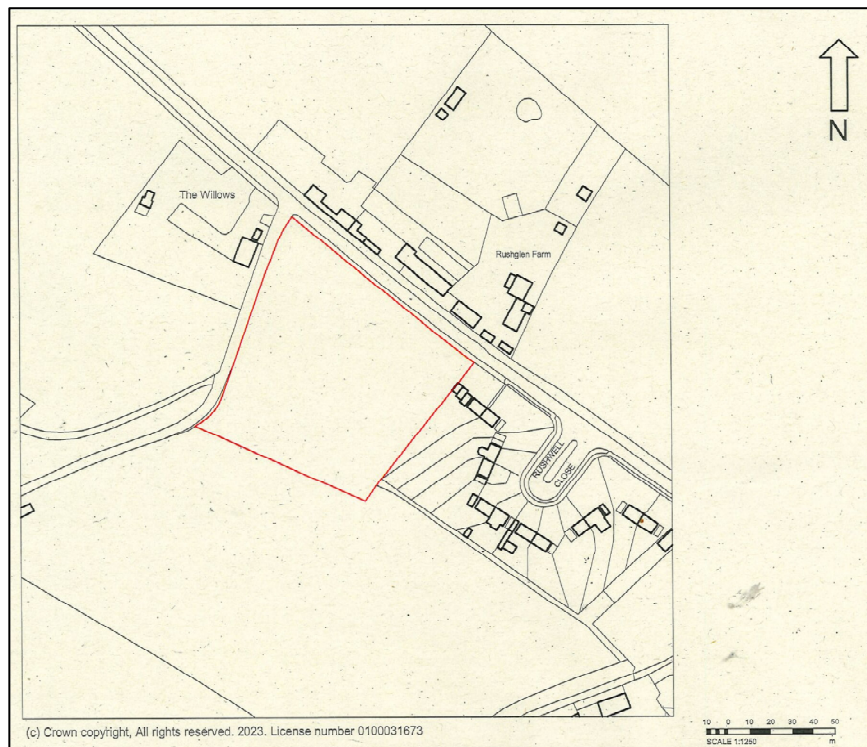 N
The Willows
Rushglen Farm
RUSHWELL
CLOSE
(c) Crown copyright, All rights reserved. 2023. License number 0100031673
10 0 10 20 30 40 50
SCALE 1:1250 m